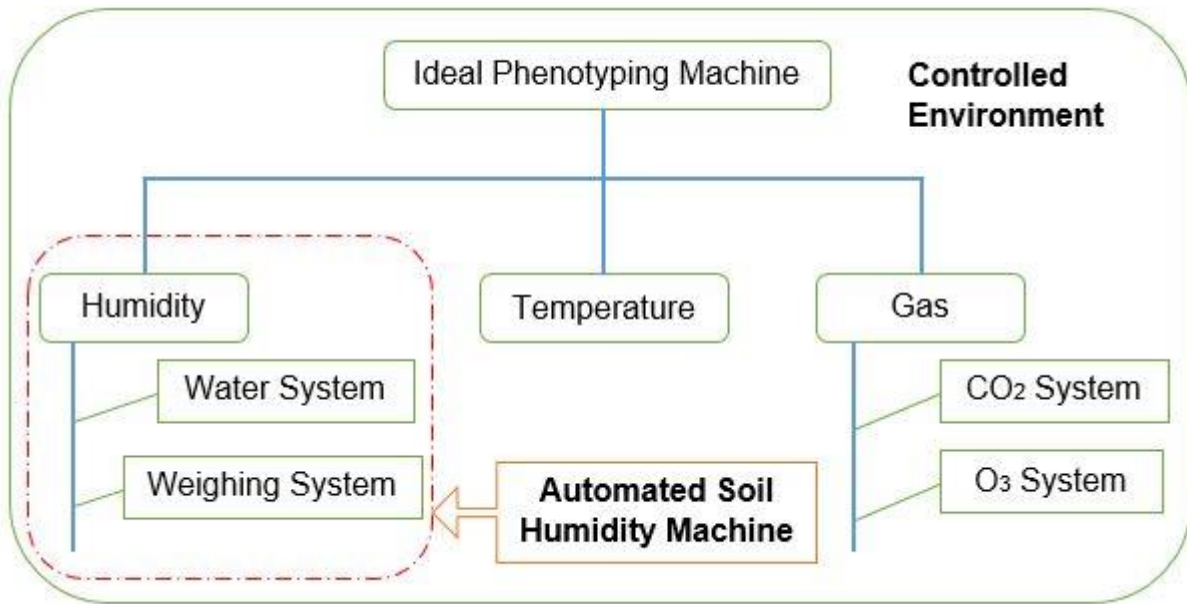 Ideal Phenotyping Machine
Controlled
Environment
Humidity
Temperature
Gas
Water System
CO₂ System
Weighing System
O₃ System
Automated Soil
Humidity Machine